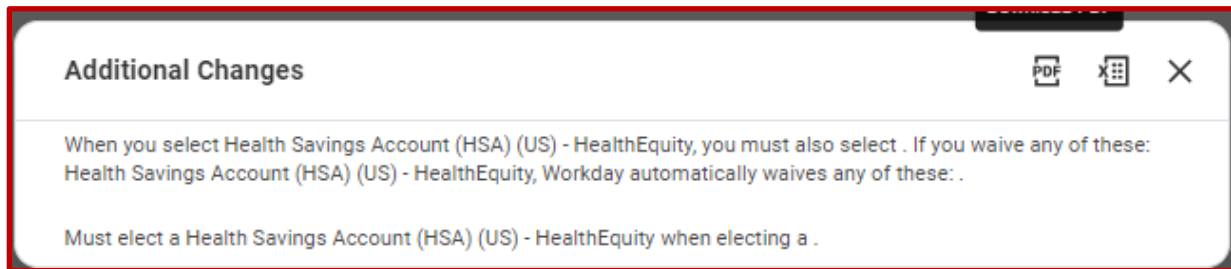 Additional Changes
PDF
X
When you select Health Savings Account (HSA) (US) - HealthEquity, you must also select . If you waive any of these:
Health Savings Account (HSA) (US) - HealthEquity, Workday automatically waives any of these: .
Must elect a Health Savings Account (HSA) (US) - HealthEquity when electing a .